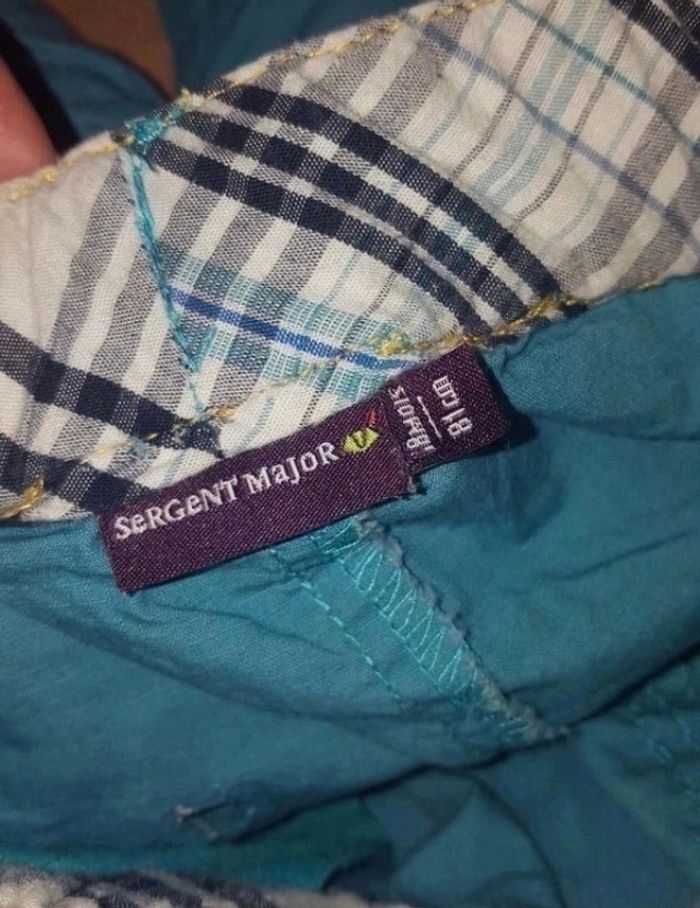 SeRGeNT MaJoR
18MOIS
81cm